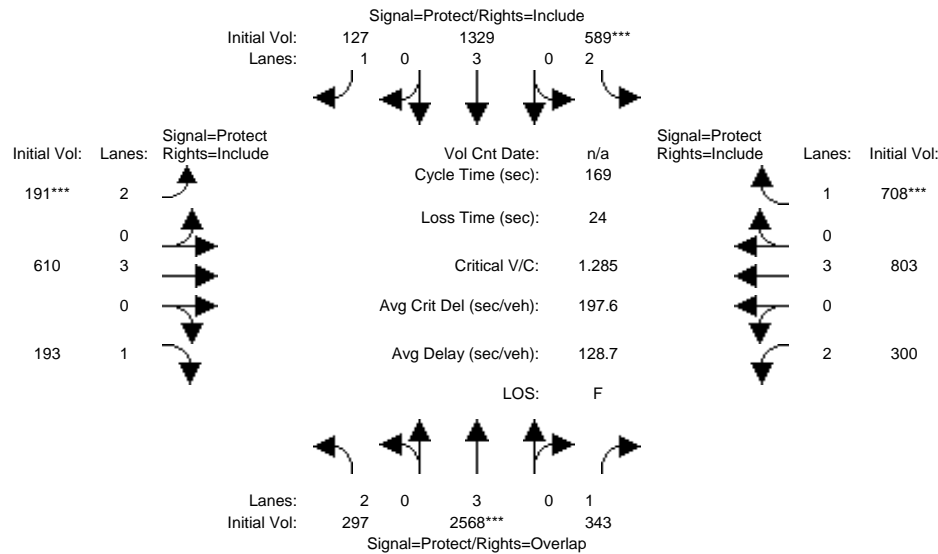 Signal=Protect/Rights=Include
Initial Vol: 127 1329 589***
Lanes: 1 0 3 0 2
Signal=Protect
Initial Vol: Lanes: Rights=Include
Vol Cnt Date: n/a
Signal=Protect
Rights=Include Lanes: Initial Vol:
Cycle Time (sec): 169
191*** 2
1 708***
Loss Time (sec): 24
0
0
610 3
Critical V/C: 1.285
3 803
0
Avg Crit Del (sec/veh): 197.6
0
193 1
Avg Delay (sec/veh): 128.7
2 300
LOS: F
Lanes: 2 0 3 0 1
Initial Vol: 297 2568*** 343
Signal=Protect/Rights=Overlap